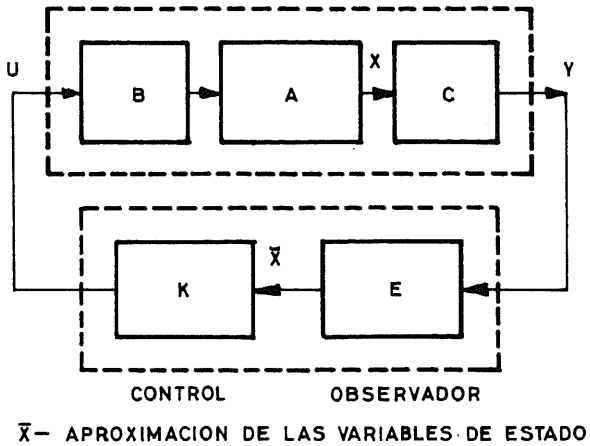 U
B
A
X
C
Y
K
X̅
E
CONTROL
OBSERVADOR
X̅– APROXIMACION DE LAS VARIABLES DE ESTADO